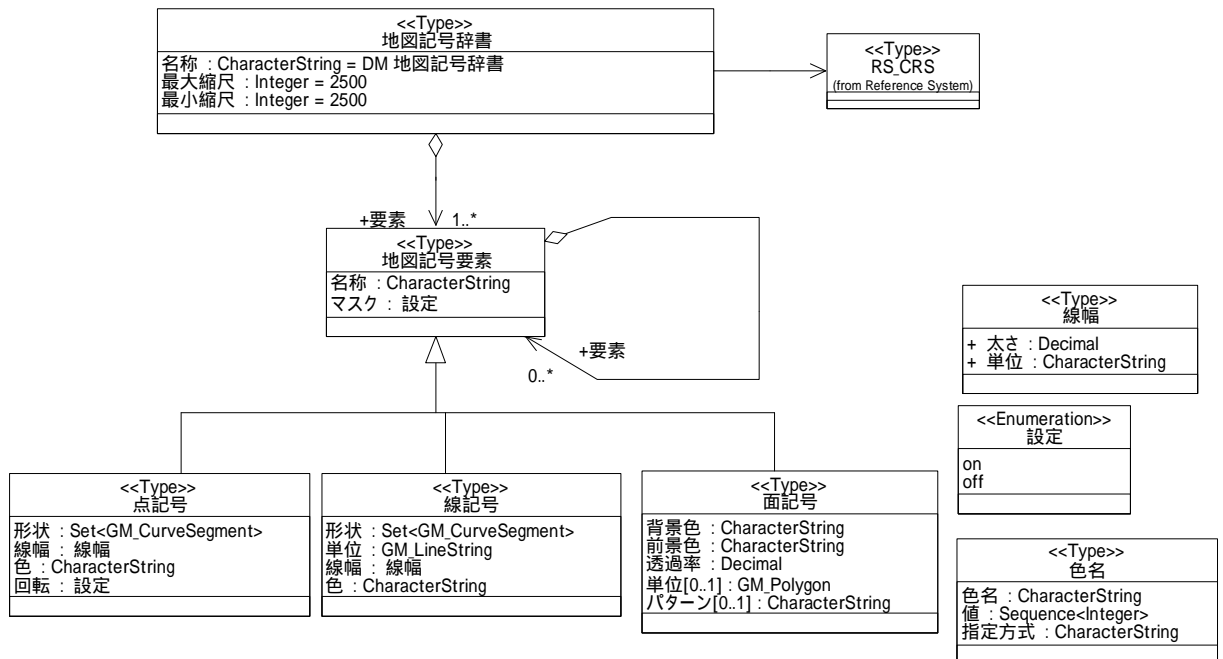 <<Type>>
地図記号辞書
名称 : CharacterString = DM 地図記号辞書
最大縮尺 : Integer = 2500
最小縮尺 : Integer = 2500
<<Type>>
RS_CRS
(from Reference System)
+要素
1..*
<<Type>>
地図記号要素
名称 : CharacterString
マスク : 設定
+要素
0..*
<<Type>>
線幅
+ 太さ : Decimal
+ 単位 : CharacterString
<<Enumeration>>
設定
on
off
<<Type>>
点記号
形状 : Set<GM_CurveSegment>
線幅 : 線幅
色 : CharacterString
回転 : 設定
<<Type>>
線記号
形状 : Set<GM_CurveSegment>
単位 : GM_LineString
線幅 : 線幅
色 : CharacterString
<<Type>>
面記号
背景色 : CharacterString
前景色 : CharacterString
透過率 : Decimal
単位[0..1] : GM_Polygon
パターン[0..1] : CharacterString
<<Type>>
色名
色名 : CharacterString
値 : Sequence<Integer>
指定方式 : CharacterString